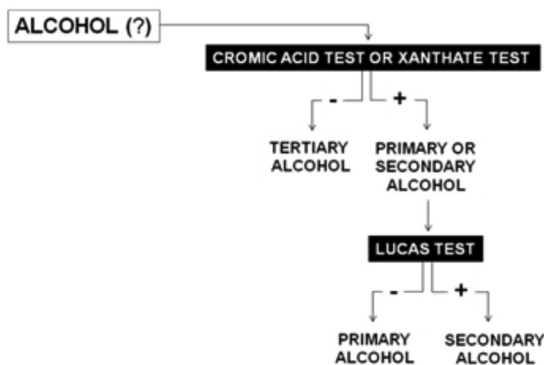 ALCOHOL (?)
CROMIC ACID TEST OR XANTHATE TEST
- +
TERTIARY
ALCOHOL
PRIMARY OR
SECONDARY
ALCOHOL
LUCAS TEST
- +
PRIMARY
ALCOHOL
SECONDARY
ALCOHOL